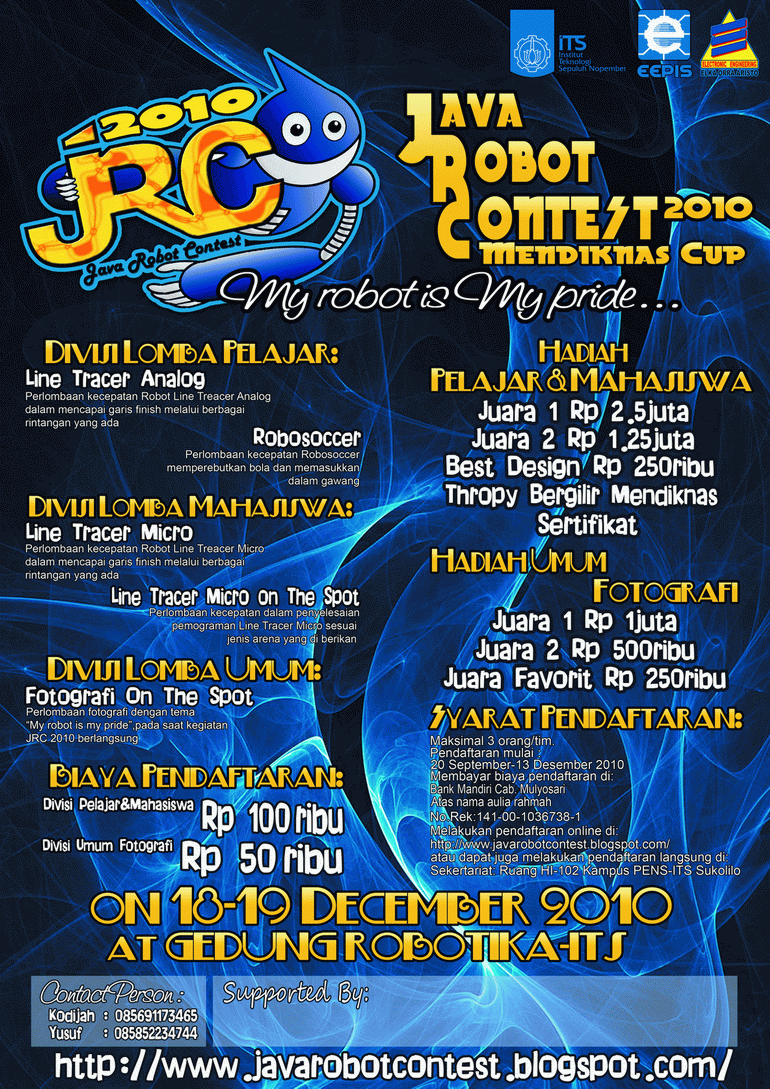 iTS
Institut
Teknologi
Sepuluh Nopember
EEPIS
ELECTRONIC ENGINEERING
2010
JRC
Java Robot Contest
JAVA
ROBOT
CONTEST 2010
MENDIKNAS CUP
My robot is My pride...
DIVISI LOMBA PELAJAR:
Line Tracer Analog
Perlombaan kecepatan Robot Line Treacer Analog
dalam mencapai garis finish melalui berbagai
rintangan yang ada
Robosoccer
Perlombaan kecepatan Robosoccer
memperebutkan bola dan memasukkan
dalam gawang
DIVISI LOMBA MAHASISWA:
Line Tracer Micro
Perlombaan kecepatan Robot Line Treacer Micro
dalam mencapai garis finish melalui berbagai
rintangan yang ada
Line Tracer Micro on The Spot
Perlombaan kecepatan dalam penyelesaian
pemograman Line Tracer Micro sesuai
jenis arena yang di berikan
DIVISI LOMBA UMUM:
Fotografi On The Spot
Perlombaan fotografi dengan tema
“My robot is my pride”,pada saat kegiatan
JRC 2010 berlangsung
BIAYA PENDAFTARAN:
Divisi Pelajar&Mahasiswa Rp 100ribu
Divisi Umum Fotografi Rp 50ribu
HADIAH
PELAJAR & MAHASISWA
Juara 1 Rp 2.5juta
Juara 2 Rp 1.25juta
Best Design Rp 250ribu
Thropy Bergilir Mendiknas
Sertifikat
HADIAH UMUM
FOTOGRAFI
Juara 1 Rp 1juta
Juara 2 Rp 500ribu
Juara Favorit Rp 250ribu
SYARAT PENDAFTARAN:
Maksimal 3 orang/tim.
Pendaftaran mulai :
20 September-13 Desember 2010
Membayar biaya pendaftaran di:
Bank Mandiri Cab. Mulyosari
Atas nama aulia rahmah
No.Rek:141-00-1036738-1
Melakukan pendaftaran online di:
http://www.javarobotcontest.blogspot.com/
atau dapat juga melakukan pendaftaran langsung di:
Sekertariat: Ruang HI-102 Kampus PENS-ITS Sukolilo
ON 18-19 DECEMBER 2010
AT GEDUNG ROBOTIKA-ITS
Contact Person :
Kodijah : 085691173465
Yusuf : 085852234744
Supported By:
http://www.javarobotcontest.blogspot.com/